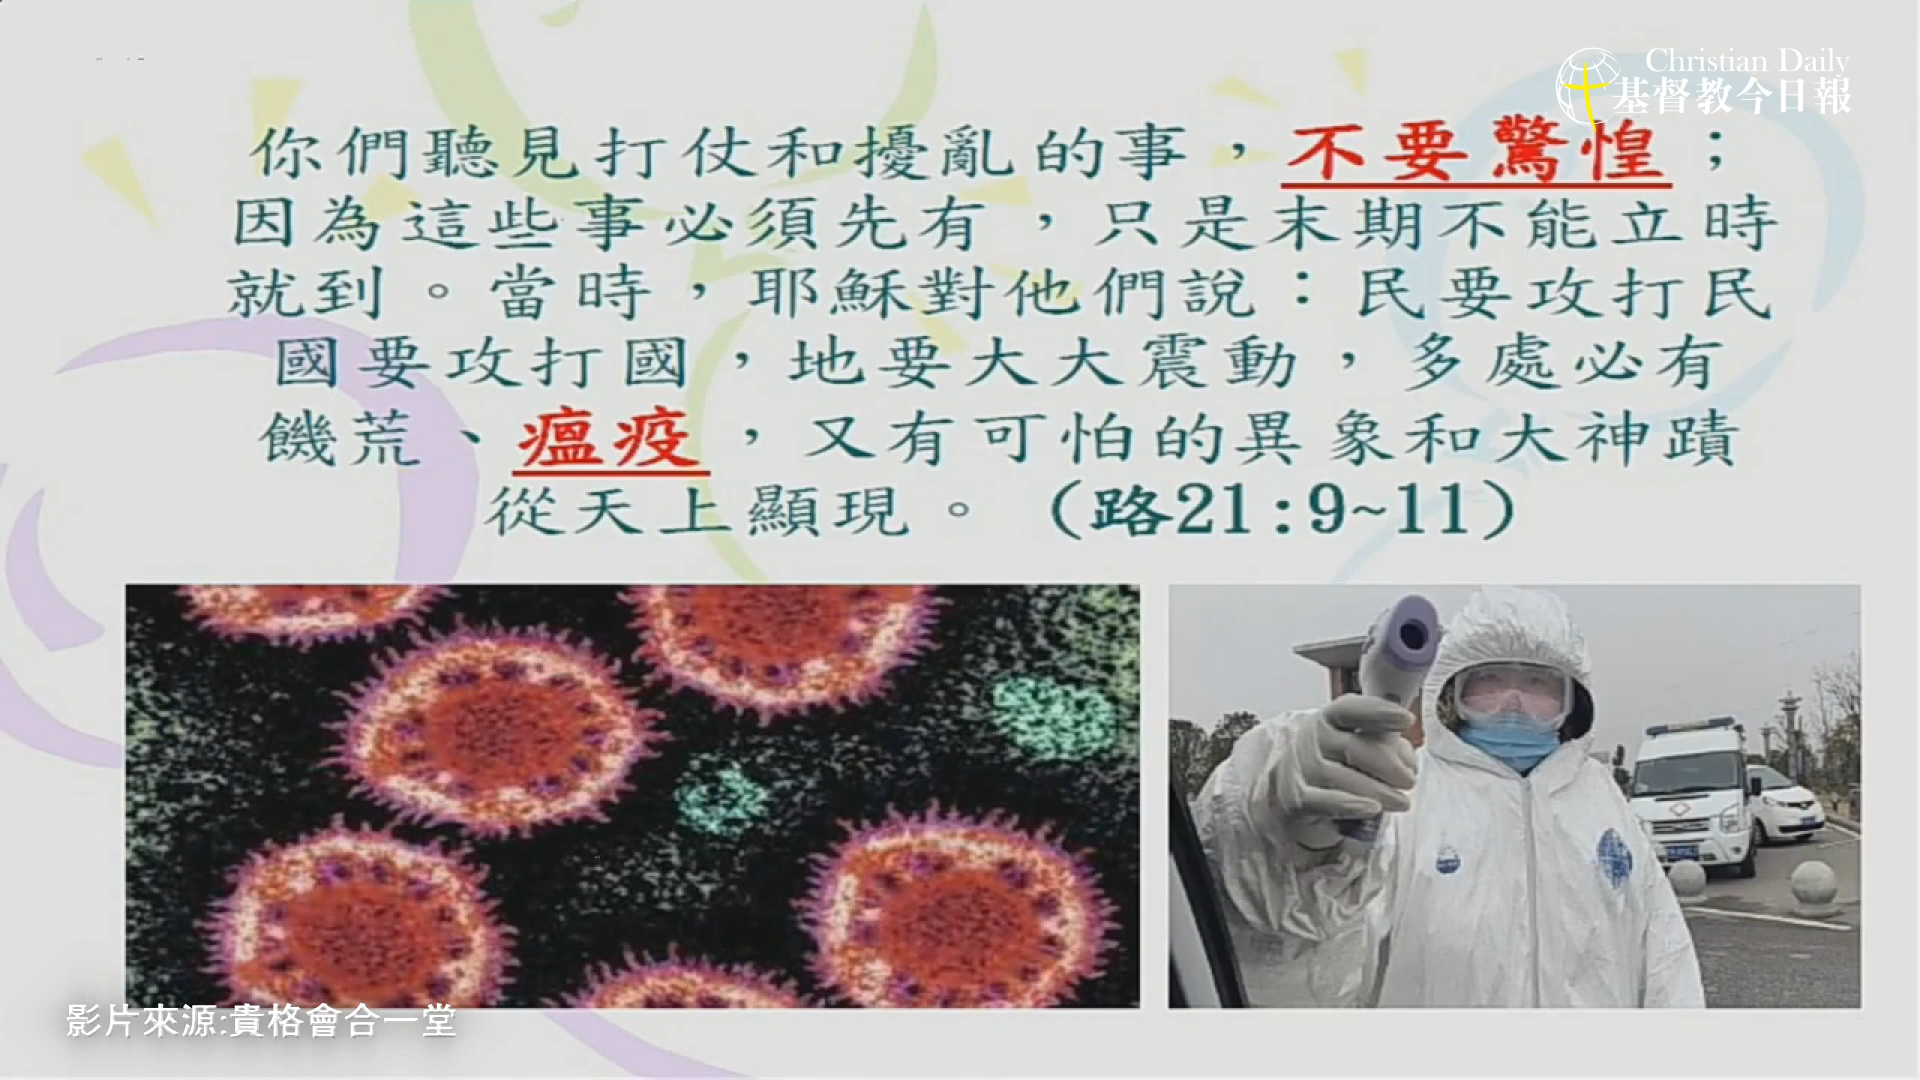 Christian Daily
基督教今日報
你們聽見打仗和擾亂的事，不要驚惶；
因為這些事必須先有，只是末期不能立時
就到。當時，耶穌對他們說：民要攻打民
國要攻打國，地要大大震動，多處必有
饑荒、瘟疫，又有可怕的異象和大神蹟
從天上顯現。(路21:9~11)
影片來源:貴格會合一堂